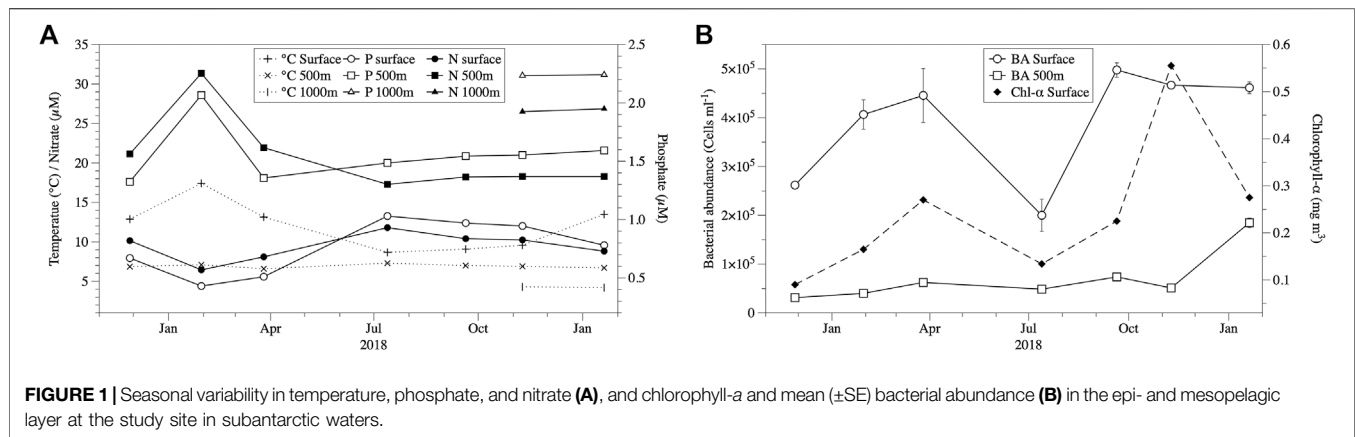 A
35
30
25
20
15
10
5
Temperatue (°C) / Nitrate (µM)
°C Surface
°C 500m
°C 1000m
P surface
P 500m
P 1000m
N surface
N 500m
N 1000m
2.5
2.0
1.5
1.0
0.5
Phosphate (µM)
Jan
Apr
Jul
Oct
Jan
2018
B
5×10⁵
4×10⁵
3×10⁵
2×10⁵
1×10⁵
0
Bacterial abundance (Cells ml⁻¹)
BA Surface
BA 500m
Chl-α Surface
0.6
0.5
0.4
0.3
0.2
0.1
Chlorophyll-α (mg m³)
Jan
Apr
Jul
Oct
Jan
2018
FIGURE 1 | Seasonal variability in temperature, phosphate, and nitrate (A), and chlorophyll-a and mean (±SE) bacterial abundance (B) in the epi- and mesopelagic
layer at the study site in subantarctic waters.